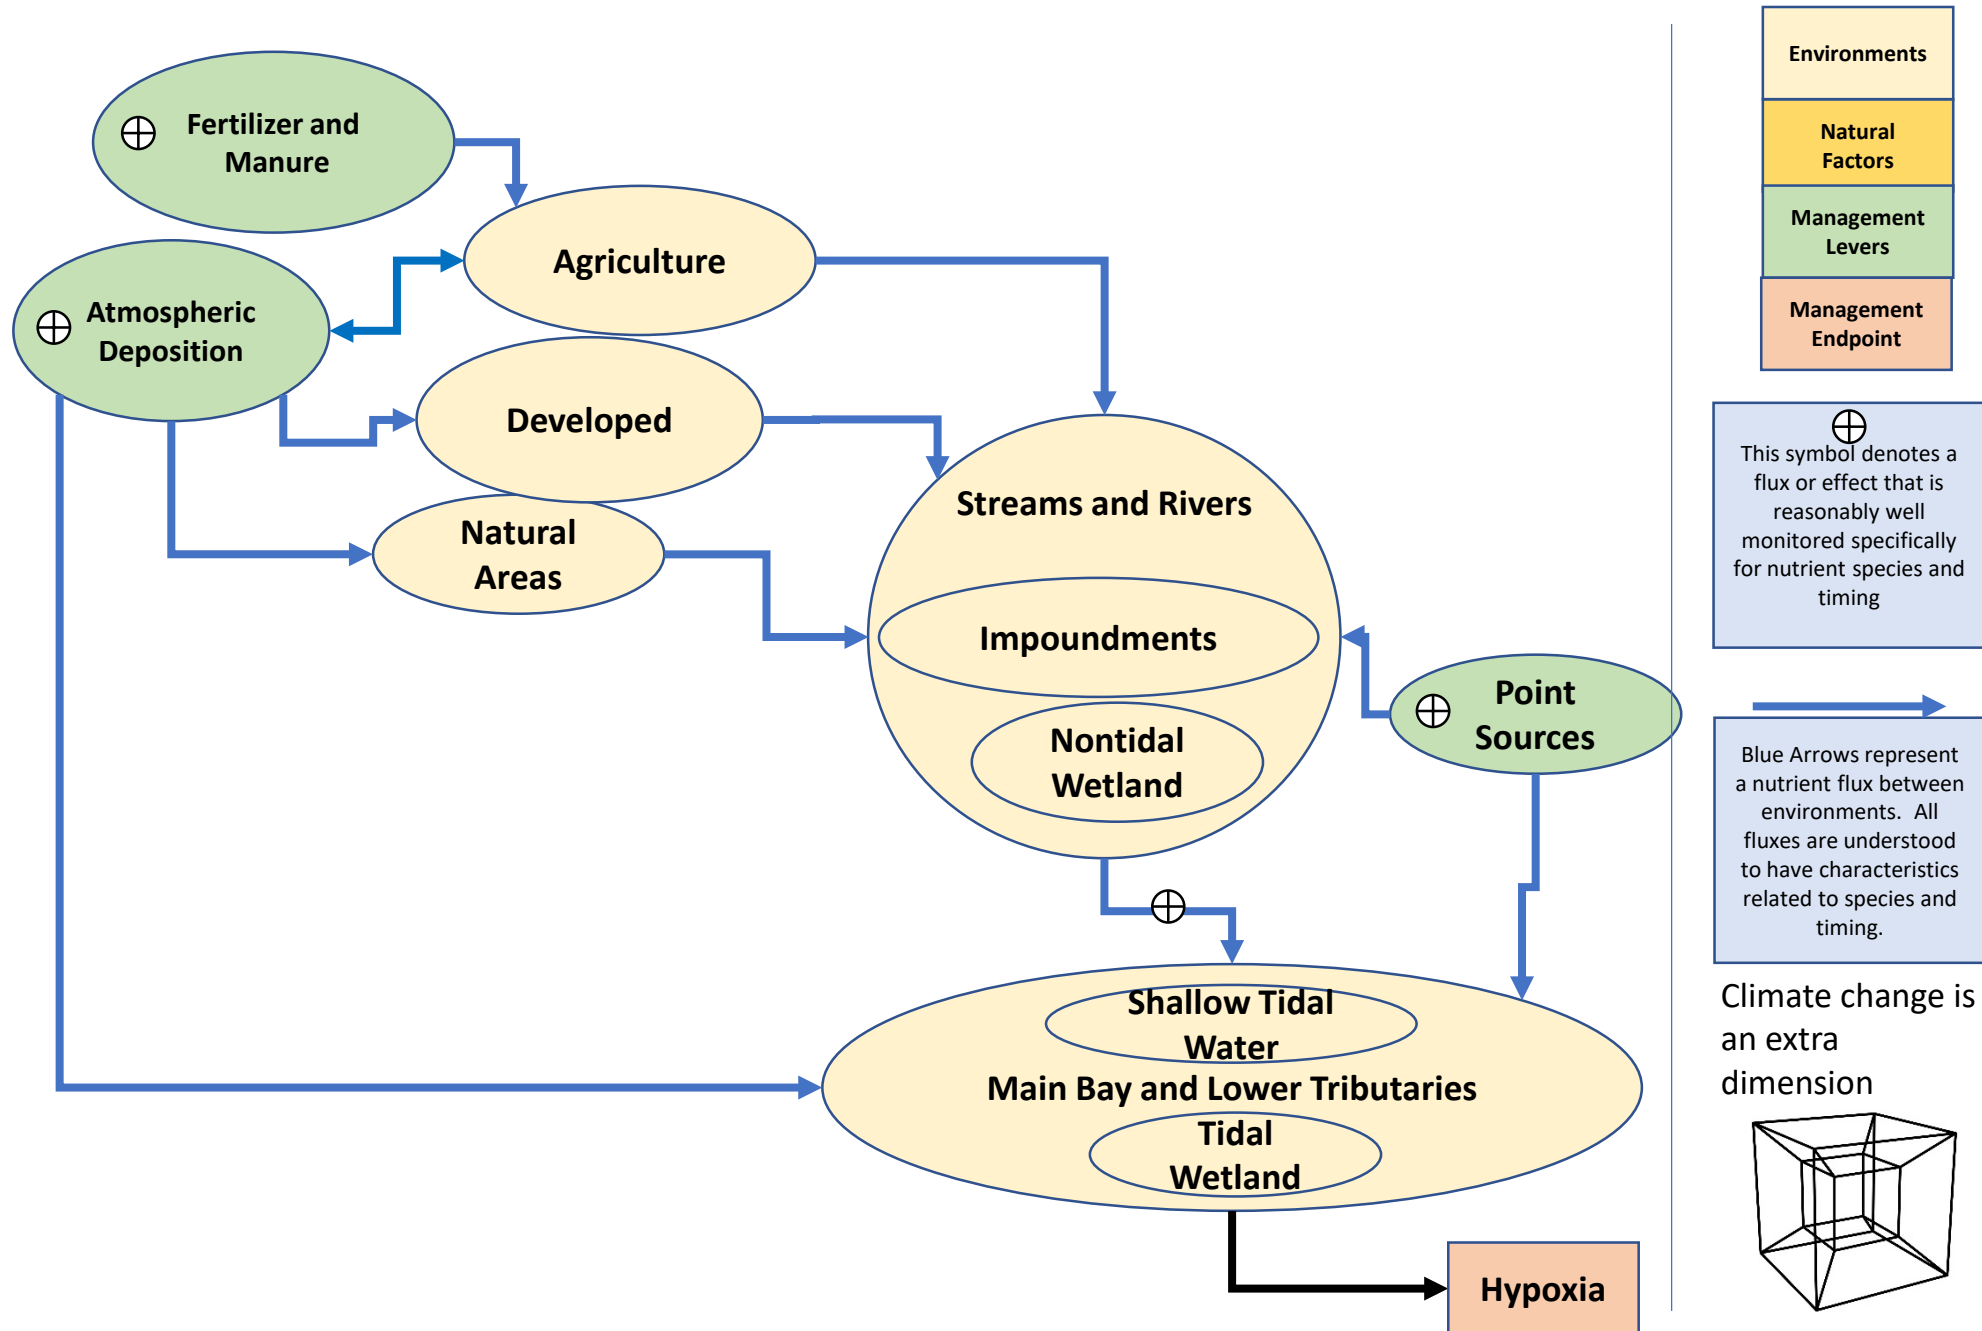 Fertilizer and
Manure
Atmospheric
Deposition
Agriculture
Developed
Natural
Areas
Streams and Rivers
Impoundments
Nontidal
Wetland
Point
Sources
Shallow Tidal
Water
Main Bay and Lower Tributaries
Tidal
Wetland
Hypoxia
Environments
Natural
Factors
Management
Levers
Management
Endpoint
This symbol denotes a
flux or effect that is
reasonably well
monitored specifically
for nutrient species and
timing
Blue Arrows represent
a nutrient flux between
environments.  All
fluxes are understood
to have characteristics
related to species and
timing.
Climate change is
an extra
dimension